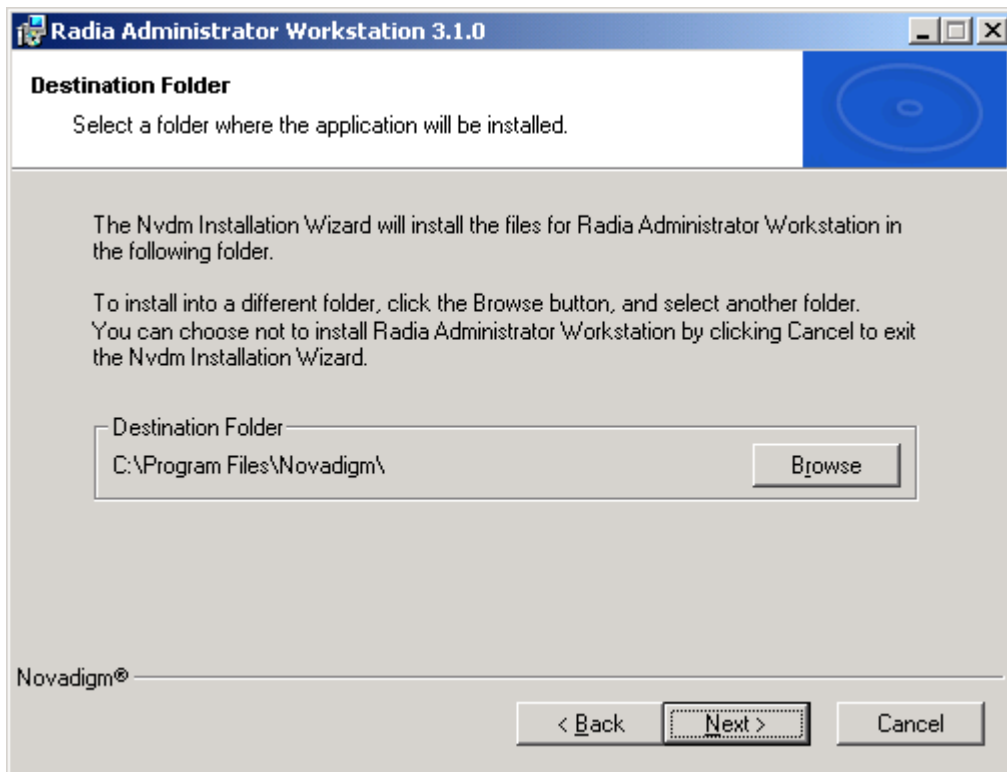 Radia Administrator Workstation 3.1.0
Destination Folder
Select a folder where the application will be installed.
The Nvdm Installation Wizard will install the files for Radia Administrator Workstation in
the following folder.
To install into a different folder, click the Browse button, and select another folder.
You can choose not to install Radia Administrator Workstation by clicking Cancel to exit
the Nvdm Installation Wizard.
Destination Folder
C:\Program Files\Novadigm\
Browse
Novadigm®
< Back
Next >
Cancel